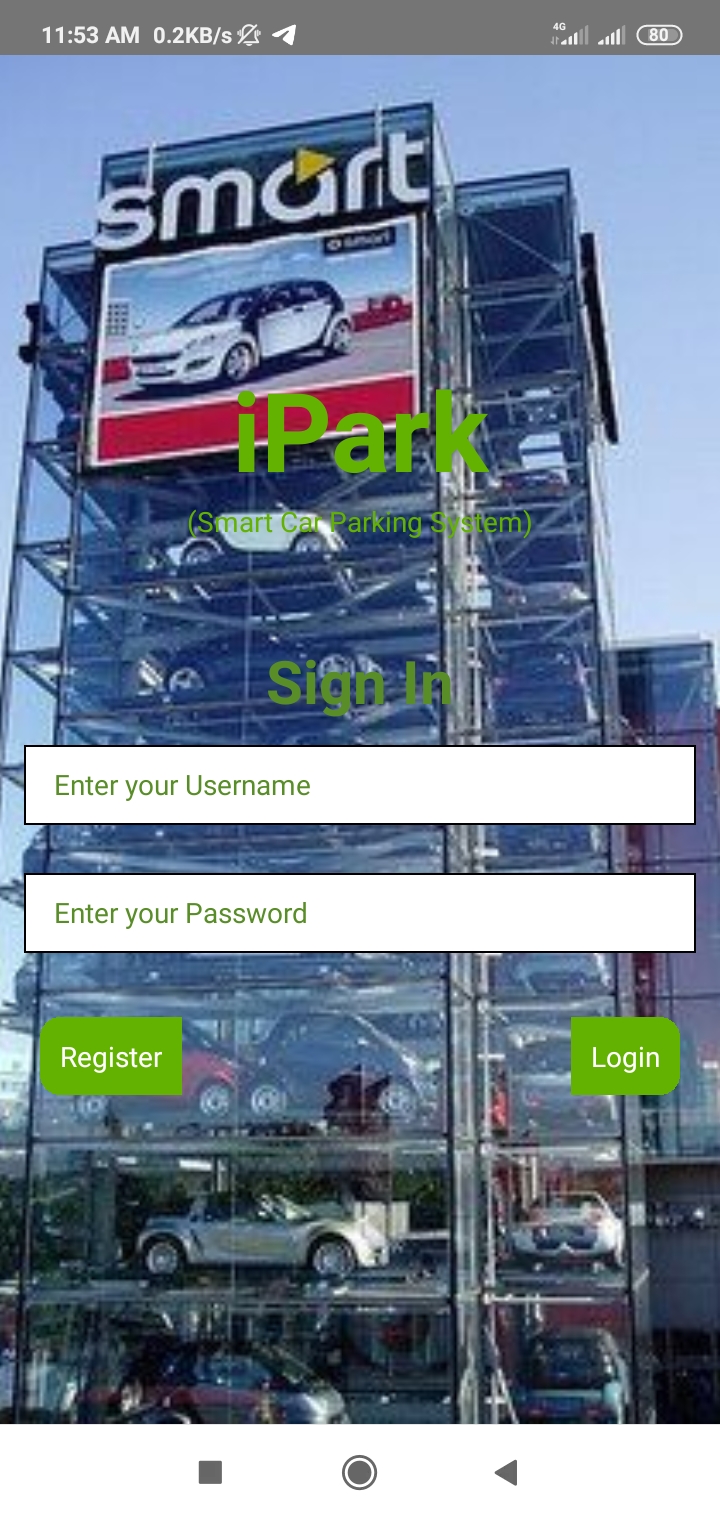 11:53 AM 0.2KB/s 4G 80
smart
smart
iPark
(Smart Car Parking System)
Sign In
Enter your Username
Enter your Password
Register Login